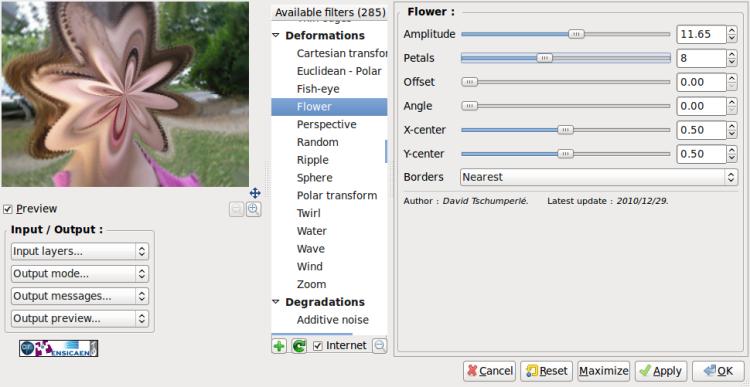 Preview
Input / Output :
Input layers...
Output mode...
Output messages...
Output preview...
ENSICAEN
Available filters (285)
Deformations
Cartesian transfor
Euclidean - Polar
Fish-eye
Flower
Perspective
Random
Ripple
Sphere
Polar transform
Twirl
Water
Wave
Wind
Zoom
Degradations
Additive noise
Internet
Flower :
Amplitude 11.65
Petals 8
Offset 0.00
Angle 0.00
X-center 0.50
Y-center 0.50
Borders Nearest
Author : David Tschumperlé. Latest update : 2010/12/29.
Cancel Reset Maximize Apply OK